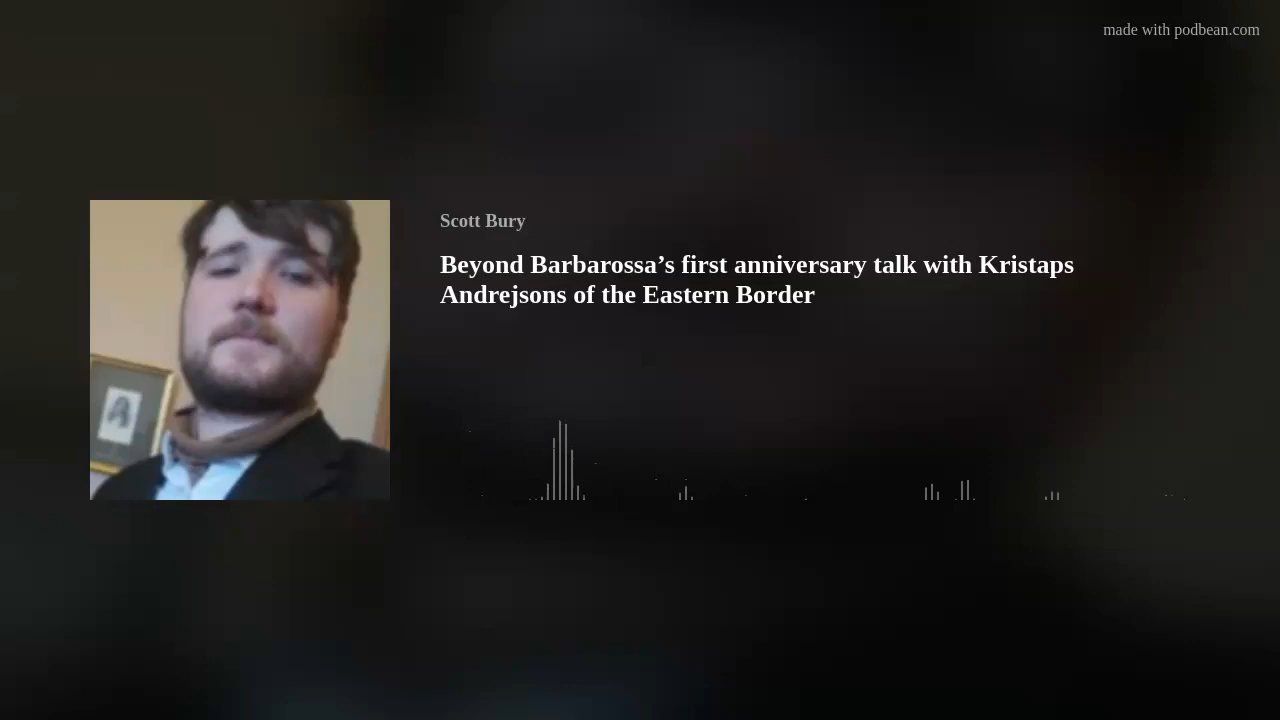 made with podbean.com
Scott Bury
Beyond Barbarossa’s first anniversary talk with Kristaps
Andrejsons of the Eastern Border